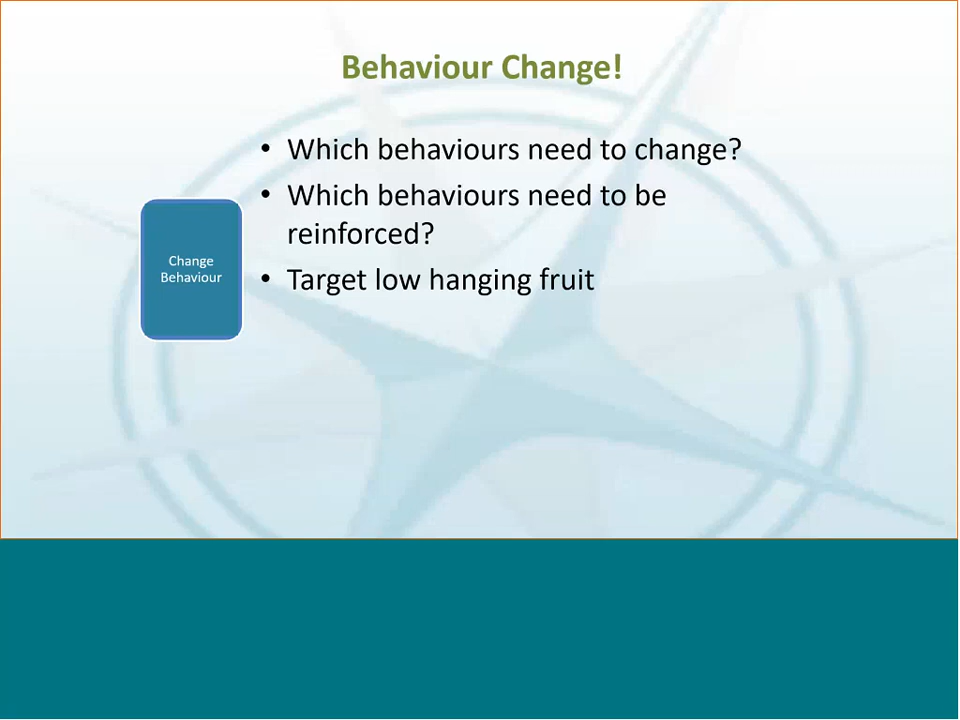 Behaviour Change!
• Which behaviours need to change?
• Which behaviours need to be
reinforced?
• Target low hanging fruit
Change
Behaviour